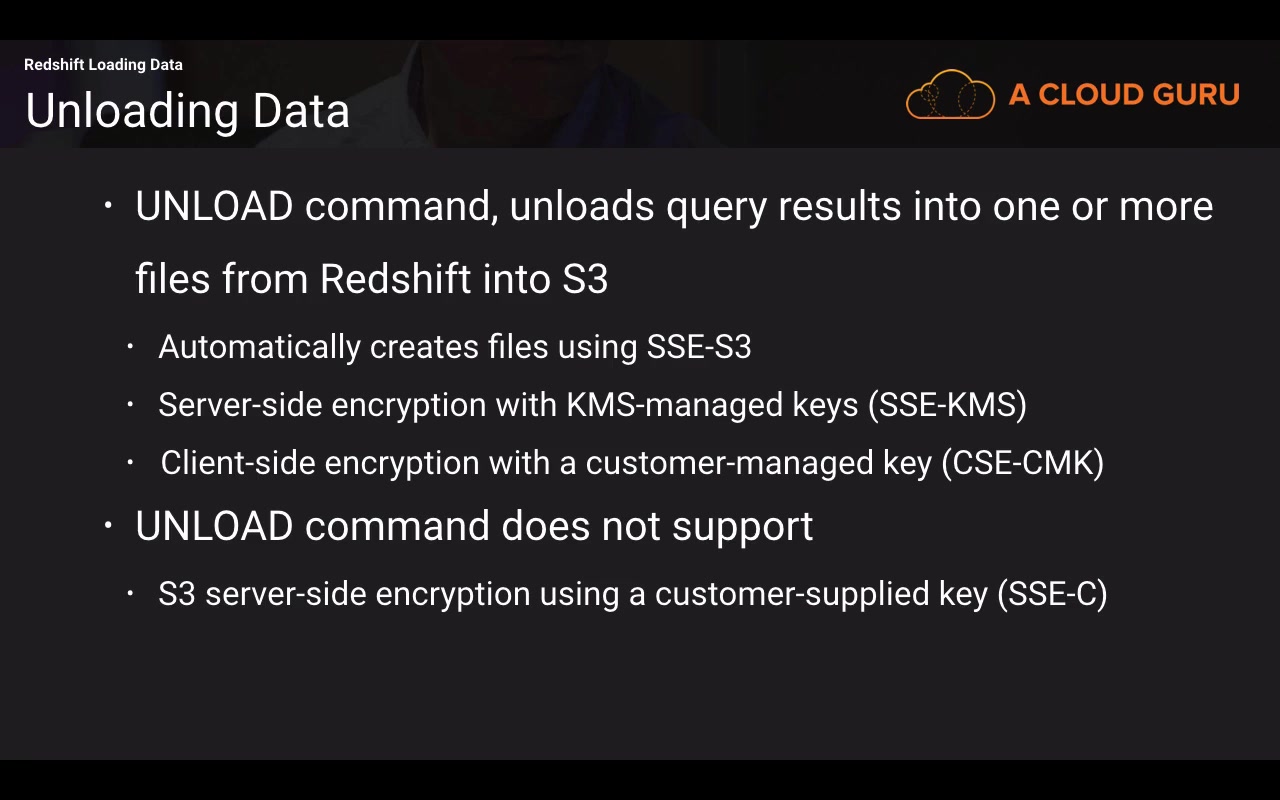 Redshift Loading Data
Unloading Data
A CLOUD GURU
• UNLOAD command, unloads query results into one or more
files from Redshift into S3
• Automatically creates files using SSE-S3
• Server-side encryption with KMS-managed keys (SSE-KMS)
• Client-side encryption with a customer-managed key (CSE-CMK)
• UNLOAD command does not support
• S3 server-side encryption using a customer-supplied key (SSE-C)